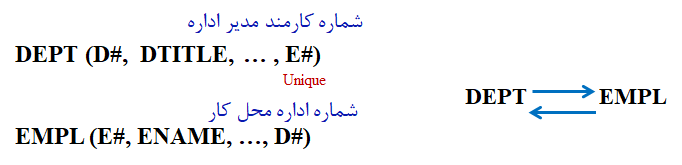 شماره کارمند مدیر اداره
DEPT (D#, DTITLE, … , E#)
Unique
شماره اداره محل کار
EMPL (E#, ENAME, …, D#)
DEPT EMPL